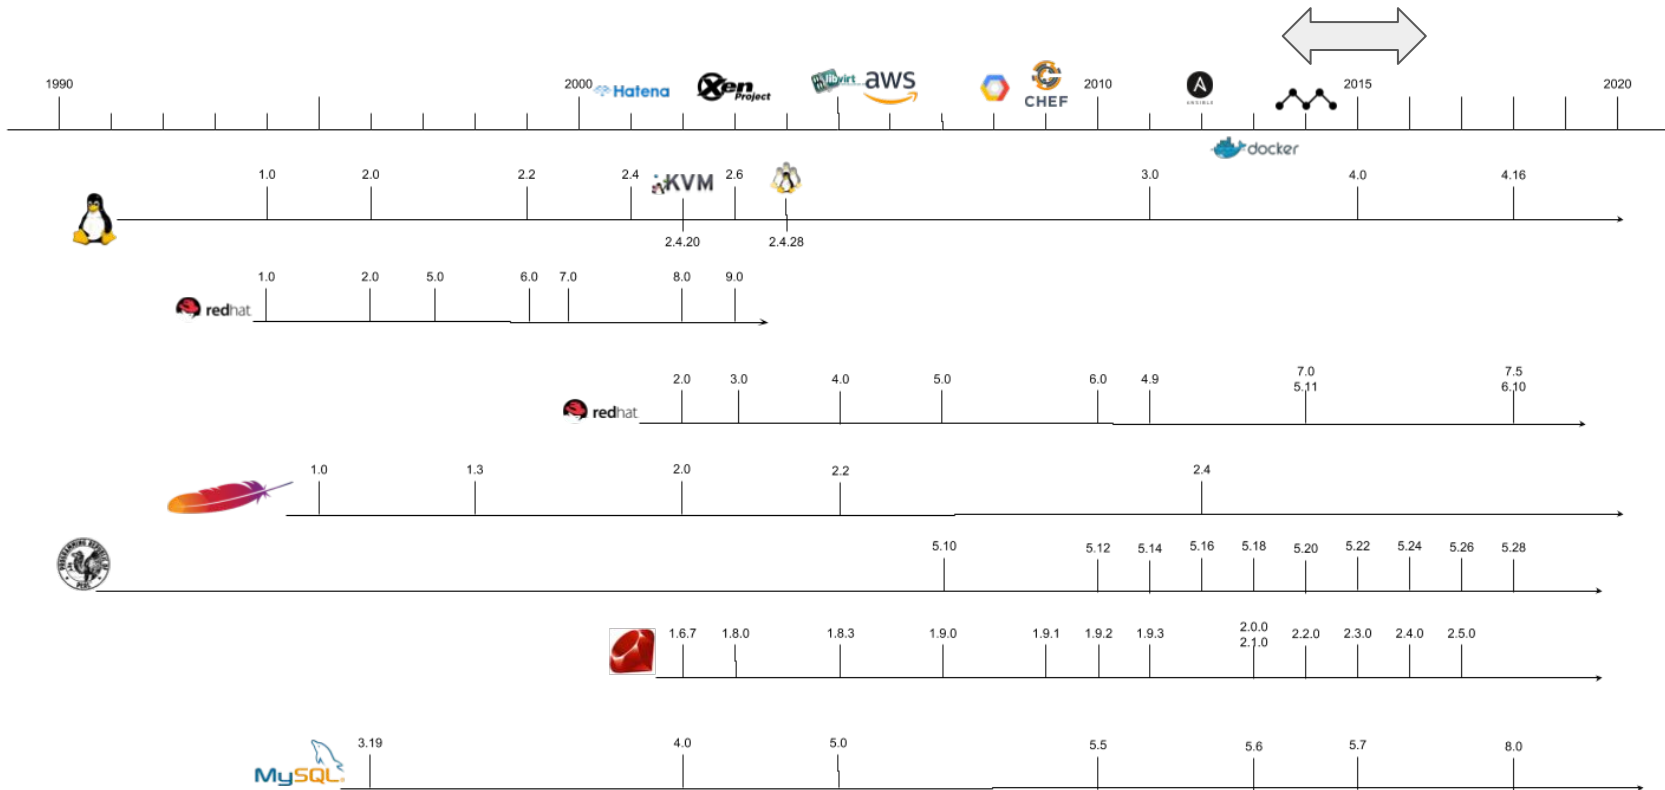 1990
2000
2010
2015
2020
Hatena
Xen Project
libvirt
aws
CHEF
ANSIBLE
docker
1.0 2.0 2.2 2.4 KVM 2.6 3.0 4.0 4.16
2.4.20 2.4.28
1.0 2.0 5.0 6.0 7.0 8.0 9.0
redhat
7.0 7.5
2.0 3.0 4.0 5.0 6.0 4.9 5.11 6.10
redhat
1.0 1.3 2.0 2.2 2.4
5.10 5.12 5.14 5.16 5.18 5.20 5.22 5.24 5.26 5.28
PROGRAMMING REPUBLIC OF PERL
2.0.0
1.6.7 1.8.0 1.8.3 1.9.0 1.9.1 1.9.2 1.9.3 2.1.0 2.2.0 2.3.0 2.4.0 2.5.0
3.19 4.0 5.0 5.5 5.6 5.7 8.0
MySQL